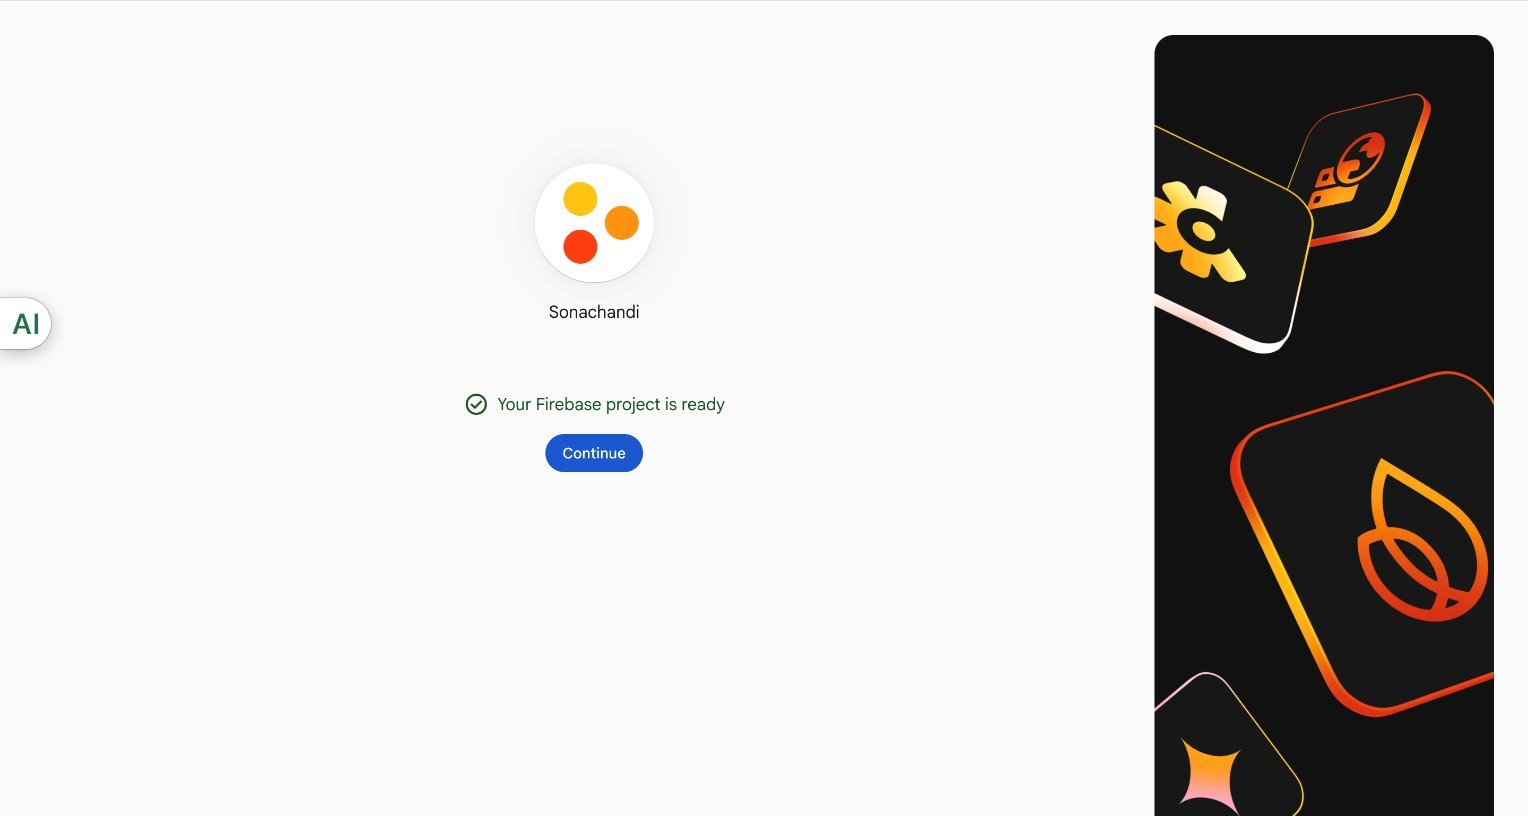 Sonachandi
AI
Your Firebase project is ready
Continue